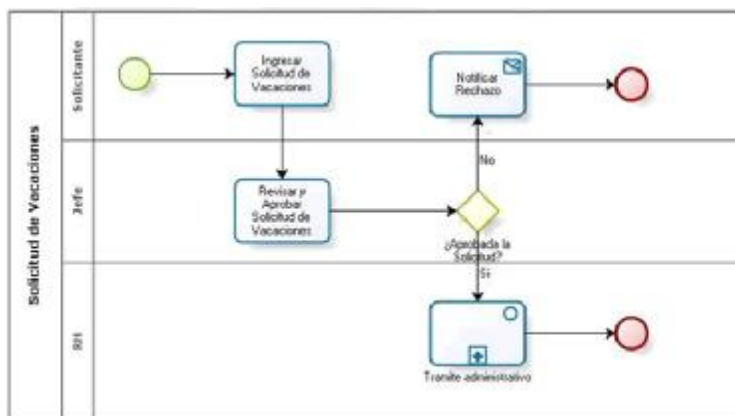 Solicitud de Vacaciones
Solicitante
Ingresar
Solicitud de
Vacaciones
Notificar
Rechazo
No
Jefe
Revisar y
Aprobar
Solicitud de
Vacaciones
¿Aprobada la
Solicitud?
Si
RH
Tramite administrativo